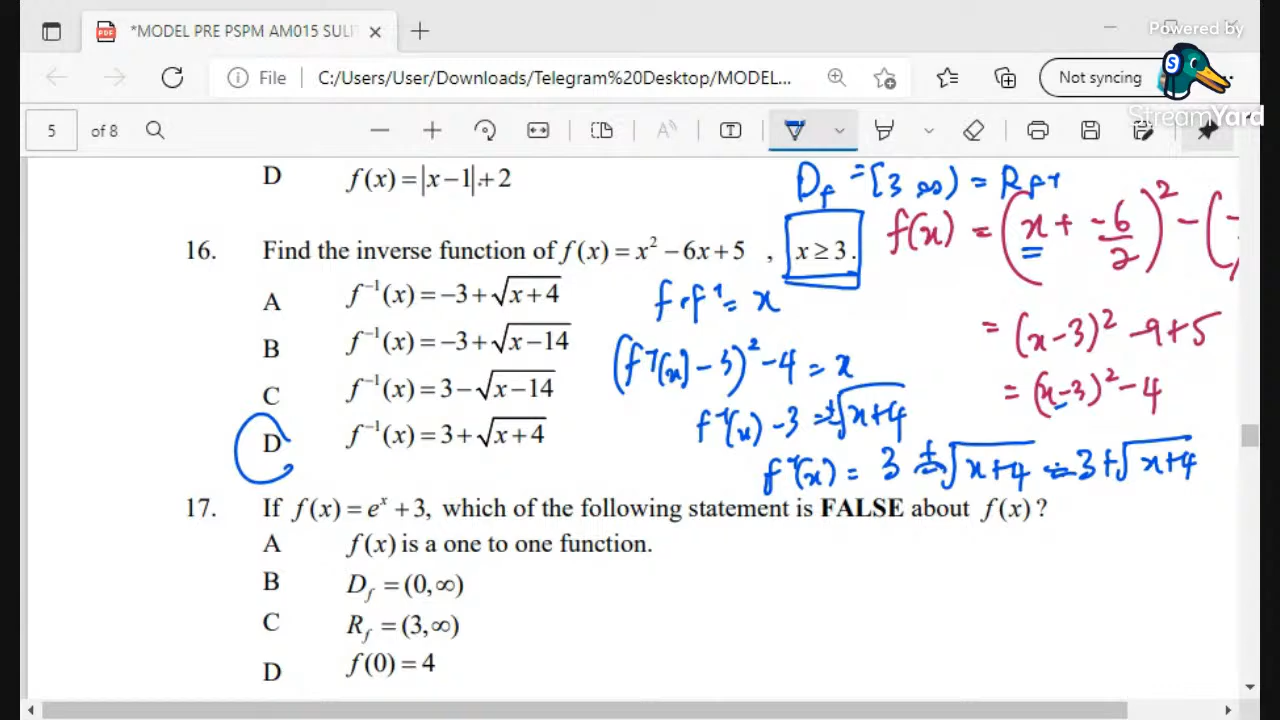 *MODEL PRE PSPM AM015 SULI
Powered by
File C:/Users/User/Downloads/Telegram%20Desktop/MODEL... Not syncing
StreamYard
5 of 8
D f(x) = |x−1|+2
D_f = [3 ∞) = R_f⁻¹
f(x) = (x + -6/2)² − (
16. Find the inverse function of f(x) = x² − 6x + 5 , x ≥ 3.
A f⁻¹(x) = −3 + √(x+4)
f∘f⁻¹ = x
= (x−3)² −9+5
B f⁻¹(x) = −3 + √(x−14)
(f⁻¹(x) − 3)² − 4 = x
C f⁻¹(x) = 3 − √(x−14)
= (x−3)² − 4
f⁻¹(x) − 3 = ±√(x+4)
D f⁻¹(x) = 3 + √(x+4)
f⁻¹(x) = 3 ± √(x+4) = 3 + √(x+4)
17. If f(x) = eˣ + 3, which of the following statement is FALSE about f(x) ?
A f(x) is a one to one function.
B D_f = (0,∞)
C R_f = (3,∞)
D f(0) = 4